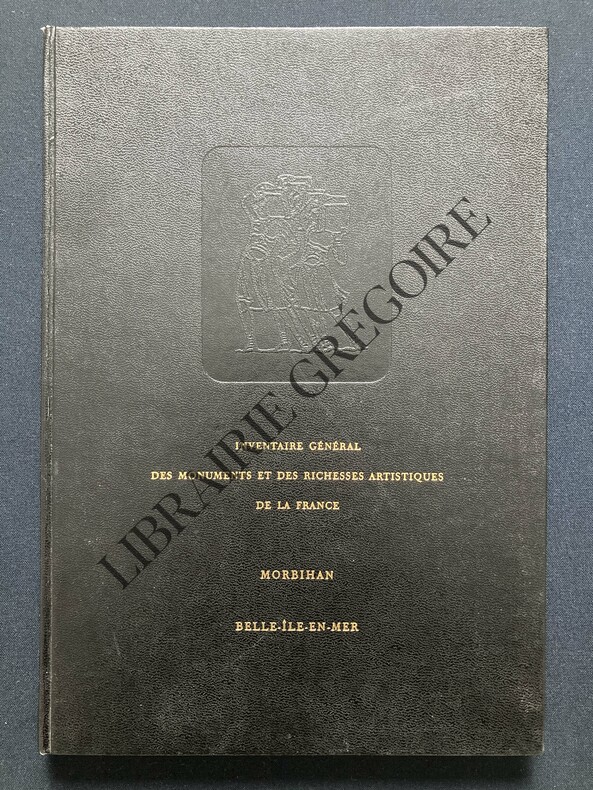 INVENTAIRE GÉNÉRAL
DES MONUMENTS ET DES RICHESSES ARTISTIQUES
DE LA FRANCE
MORBIHAN
BELLE-ÎLE-EN-MER
LIBRAIRIE GRÉGOIRE